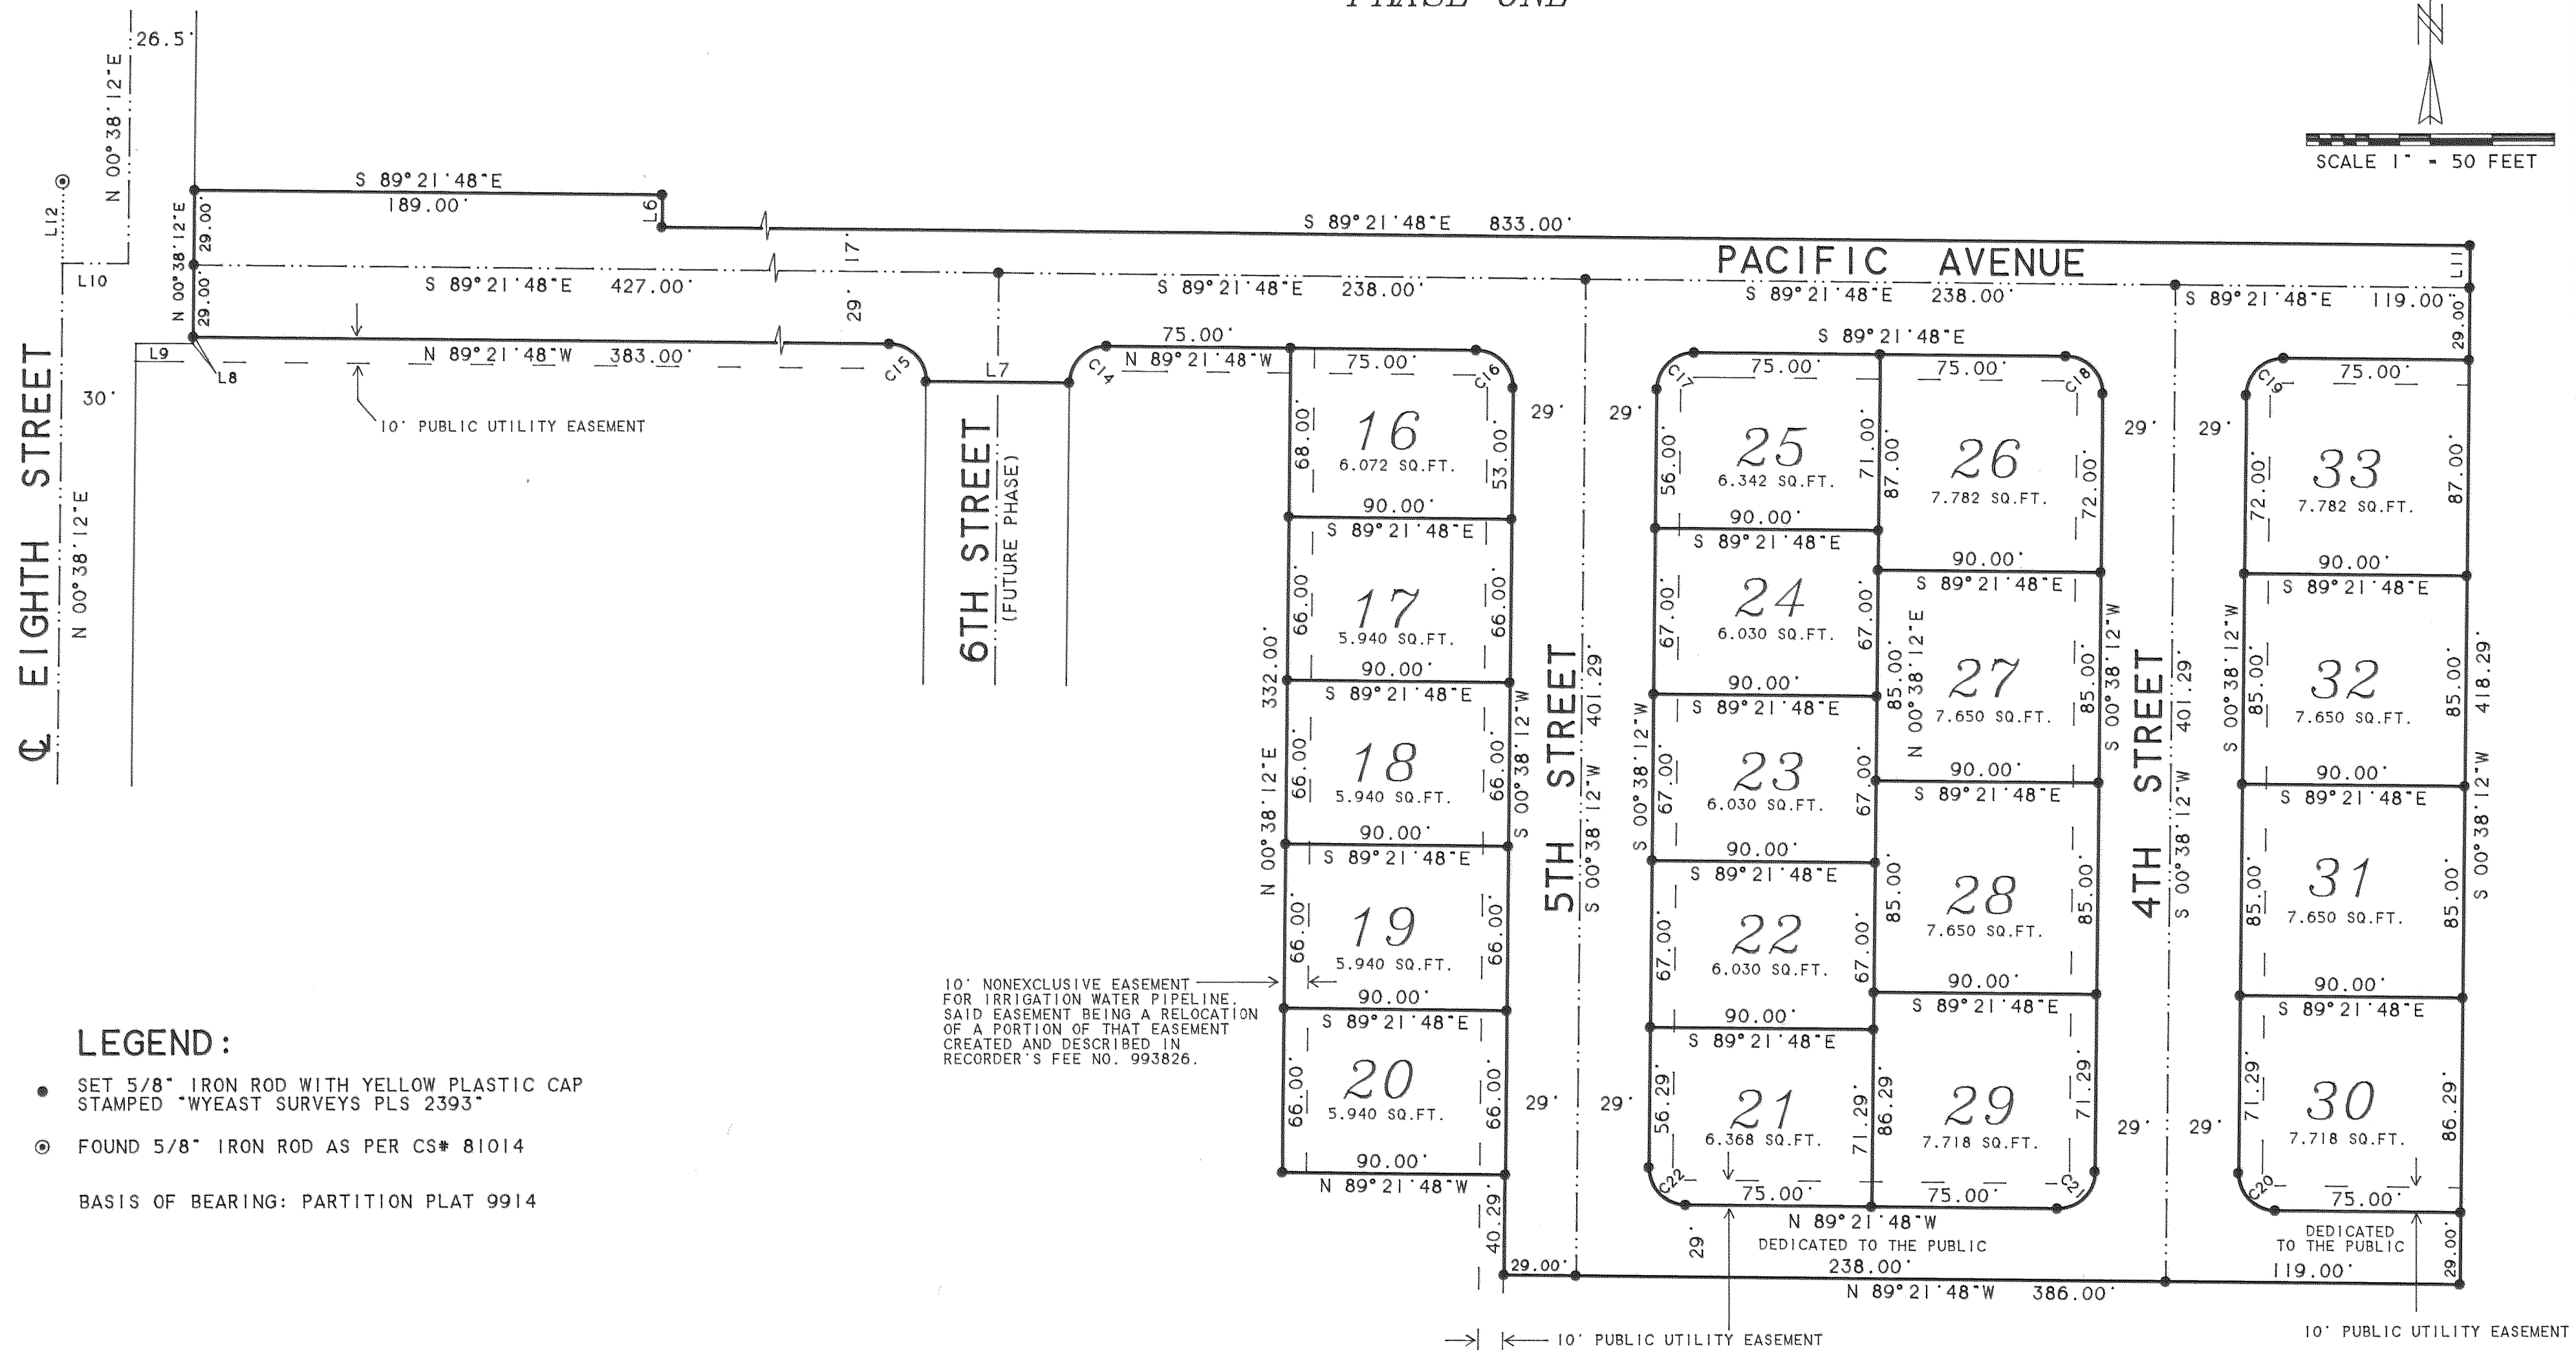 PHASE ONE
26.5'
N 00°38'12"E
N
SCALE 1" = 50 FEET
L12
L10
S 89°21'48"E
189.00'
L6
N 00°38'12"E
29.00'
29.00'
S 89°21'48"E 833.00'
17'
PACIFIC AVENUE
L11
S 89°21'48"E 427.00'
S 89°21'48"E 238.00'
S 89°21'48"E 238.00'
S 89°21'48"E 119.00'
29'
29.00'
L9
L8
N 89°21'48"W 383.00'
C15
L7
C14
75.00'
N 89°21'48"W
75.00'
C16
S 89°21'48"E
C17
75.00'
75.00'
C18
C19
75.00'
30'
10' PUBLIC UTILITY EASEMENT
℄ EIGHTH STREET
N 00°38'12"E
6TH STREET
(FUTURE PHASE)
68.00'
16
6.072 SQ.FT.
53.00'
90.00'
S 89°21'48"E
66.00'
17
5.940 SQ.FT.
66.00'
90.00'
S 89°21'48"E
332.00'
N 00°38'12"E
66.00'
18
5.940 SQ.FT.
66.00'
S 00°38'12"W
90.00'
S 89°21'48"E
66.00'
19
5.940 SQ.FT.
66.00'
90.00'
S 89°21'48"E
66.00'
20
5.940 SQ.FT.
66.00'
90.00'
N 89°21'48"W
40.29'
29.00'
29'
29'
5TH STREET
S 00°38'12"W 401.29'
29'
29'
56.00'
25
6.342 SQ.FT.
71.00'
87.00'
90.00'
S 89°21'48"E
67.00'
24
6.030 SQ.FT.
67.00'
90.00'
S 89°21'48"E
S 00°38'12"W
67.00'
23
6.030 SQ.FT.
67.00'
90.00'
S 89°21'48"E
67.00'
22
6.030 SQ.FT.
67.00'
90.00'
S 89°21'48"E
56.29'
21
6.368 SQ.FT.
71.29'
86.29'
C22
75.00'
26
7.782 SQ.FT.
72.00'
90.00'
S 89°21'48"E
85.00'
N 00°38'12"E
27
7.650 SQ.FT.
85.00'
S 00°38'12"W
90.00'
S 89°21'48"E
85.00'
28
7.650 SQ.FT.
85.00'
90.00'
S 89°21'48"E
29
7.718 SQ.FT.
71.29'
75.00'
C21
N 89°21'48"W
DEDICATED TO THE PUBLIC
29'
238.00'
N 89°21'48"W 386.00'
29'
29'
4TH STREET
S 00°38'12"W 401.29'
29'
29'
72.00'
33
7.782 SQ.FT.
87.00'
90.00'
S 89°21'48"E
S 00°38'12"W
85.00'
32
7.650 SQ.FT.
85.00'
418.29'
S 00°38'12"W
90.00'
S 89°21'48"E
85.00'
31
7.650 SQ.FT.
85.00'
90.00'
S 89°21'48"E
71.29'
30
7.718 SQ.FT.
86.29'
C20
75.00'
DEDICATED
TO THE PUBLIC
29.00'
119.00'
10' NONEXCLUSIVE EASEMENT
FOR IRRIGATION WATER PIPELINE.
SAID EASEMENT BEING A RELOCATION
OF A PORTION OF THAT EASEMENT
CREATED AND DESCRIBED IN
RECORDER'S FEE NO. 993826.
LEGEND:
SET 5/8" IRON ROD WITH YELLOW PLASTIC CAP
STAMPED "WYEAST SURVEYS PLS 2393"
FOUND 5/8" IRON ROD AS PER CS# 81014
BASIS OF BEARING: PARTITION PLAT 9914
10' PUBLIC UTILITY EASEMENT
10' PUBLIC UTILITY EASEMENT